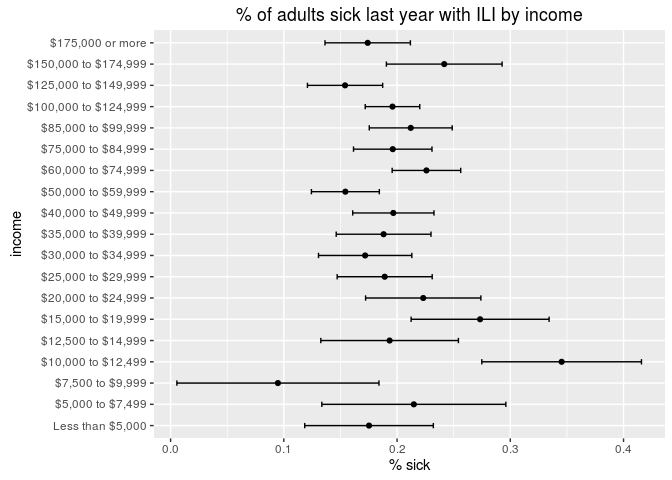 % of adults sick last year with ILI by income
$175,000 or more
$150,000 to $174,999
$125,000 to $149,999
$100,000 to $124,999
$85,000 to $99,999
$75,000 to $84,999
$60,000 to $74,999
$50,000 to $59,999
$40,000 to $49,999
$35,000 to $39,999
$30,000 to $34,999
$25,000 to $29,999
$20,000 to $24,999
$15,000 to $19,999
$12,500 to $14,999
$10,000 to $12,499
$7,500 to $9,999
$5,000 to $7,499
Less than $5,000
income
0.0 0.1 0.2 0.3 0.4
% sick